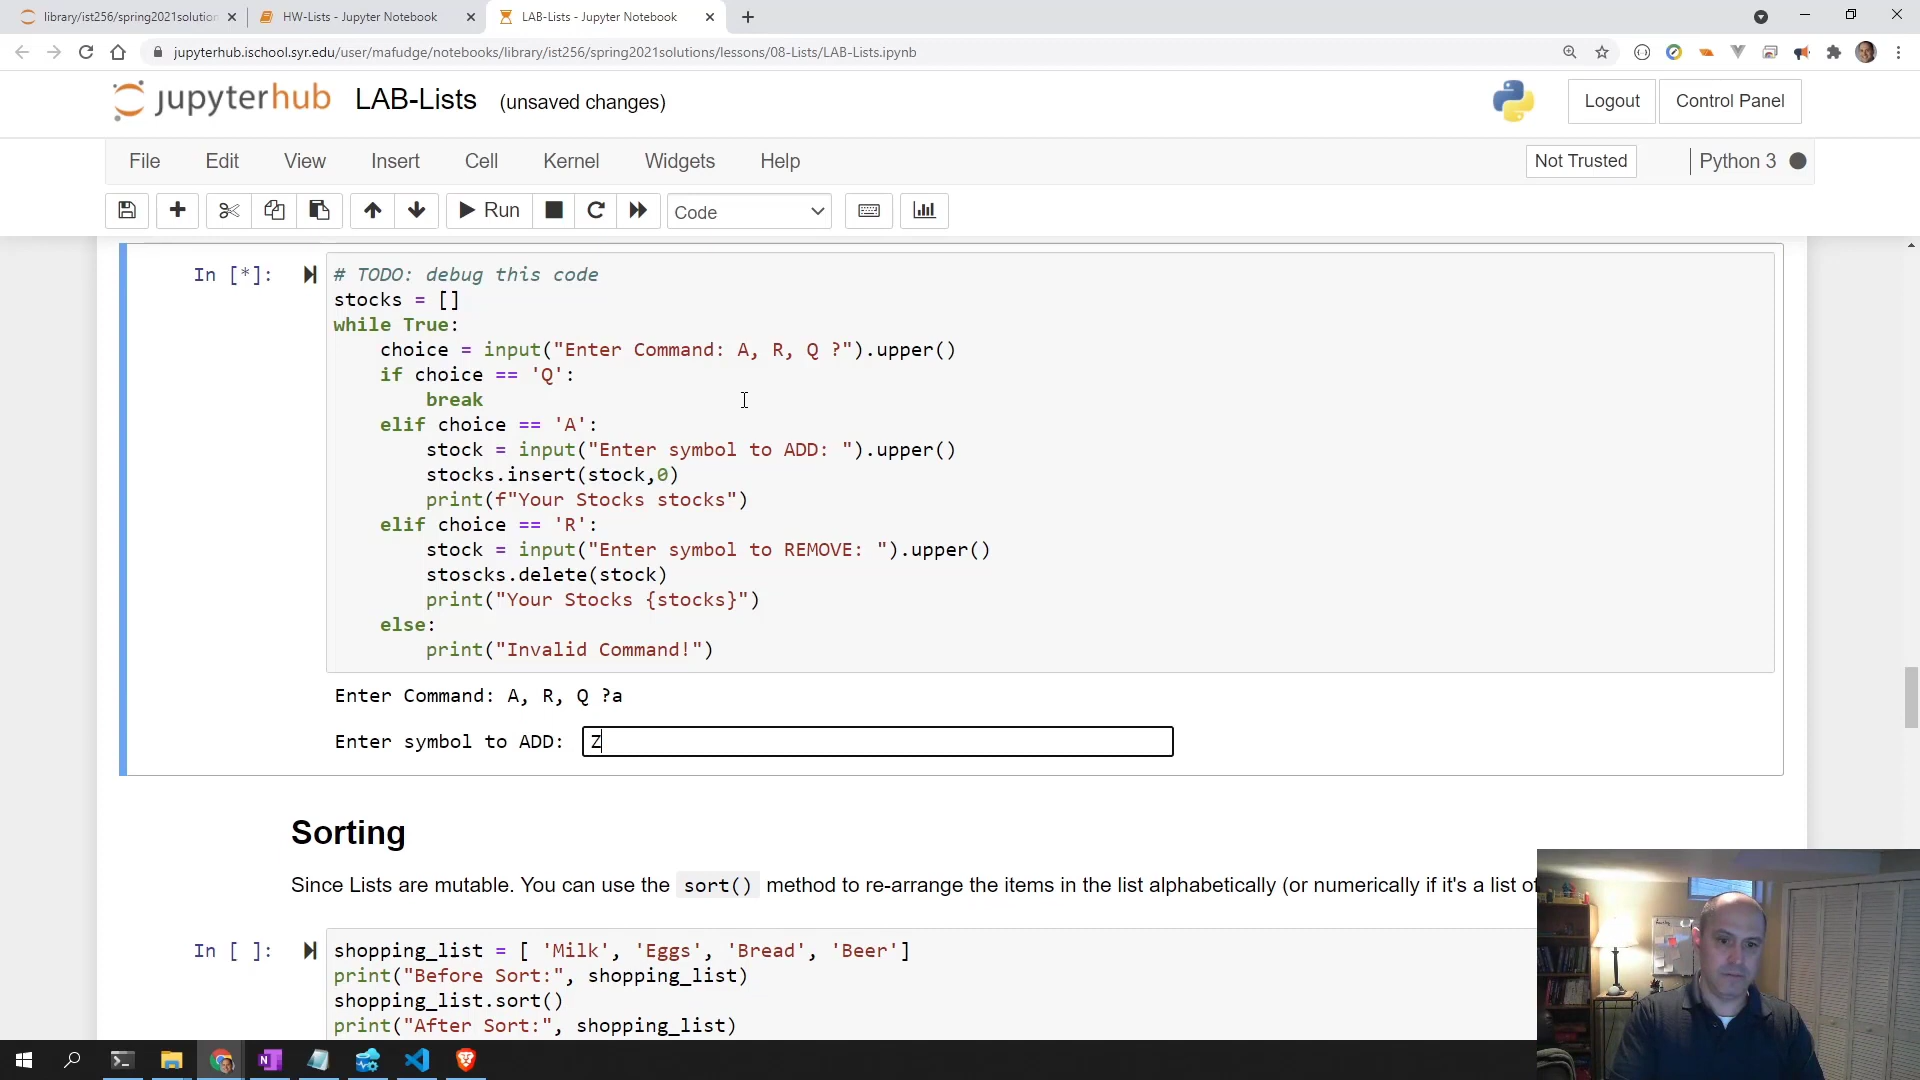 library/ist256/spring2021solution
HW-Lists - Jupyter Notebook
LAB-Lists - Jupyter Notebook
jupyterhub.ischool.syr.edu/user/mafudge/notebooks/library/ist256/spring2021solutions/lessons/08-Lists/LAB-Lists.ipynb
jupyterhub LAB-Lists (unsaved changes)
Logout
Control Panel
File Edit View Insert Cell Kernel Widgets Help
Not Trusted
Python 3
Run
Code
In [*]:
# TODO: debug this code
stocks = []
while True:
choice = input("Enter Command: A, R, Q ?").upper()
if choice == 'Q':
break
elif choice == 'A':
stock = input("Enter symbol to ADD: ").upper()
stocks.insert(stock,0)
print(f"Your Stocks stocks")
elif choice == 'R':
stock = input("Enter symbol to REMOVE: ").upper()
stoscks.delete(stock)
print("Your Stocks {stocks}")
else:
print("Invalid Command!")
Enter Command: A, R, Q ?a
Enter symbol to ADD: Z
Sorting
Since Lists are mutable. You can use the sort() method to re-arrange the items in the list alphabetically (or numerically if it's a list of
In [ ]:
shopping_list = [ 'Milk', 'Eggs', 'Bread', 'Beer']
print("Before Sort:", shopping_list)
shopping_list.sort()
print("After Sort:", shopping_list)